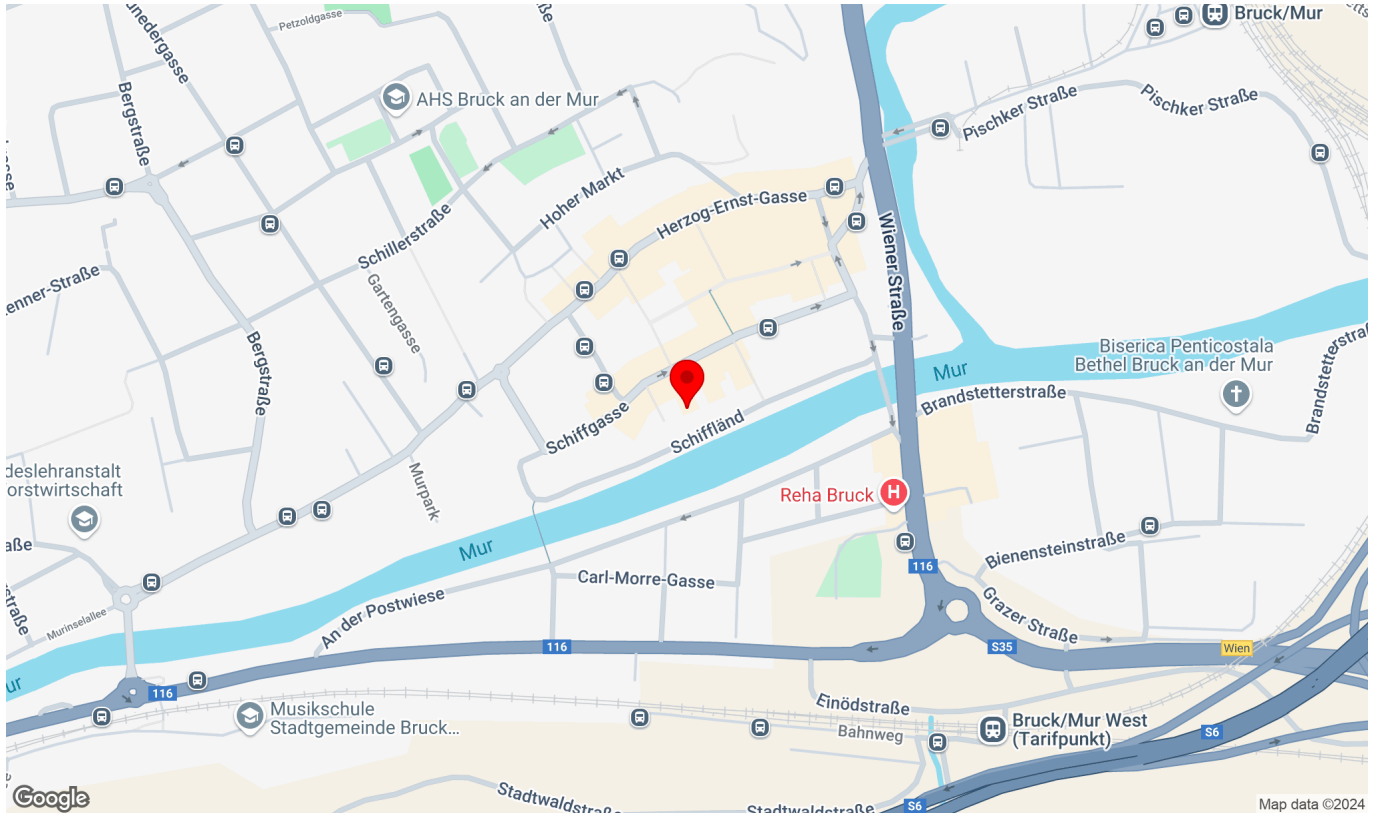 Petzoldgasse
Bruck/Mur
Bergstraße
AHS Bruck an der Mur
Pischker Straße
Pischker Straße
Hoher Markt
Herzog-Ernst-Gasse
Schillerstraße
Wiener Straße
Gartengasse
Bergstraße
Biserica Penticostala
Bethel Bruck an der Mur
Mur
Brandstetterstraße
Schiffgasse
Schiffländ
Murpark
Reha Bruck
Mur
Bienensteinstraße
116
Carl-Morre-Gasse
Grazer Straße
Murinselallee
An der Postwiese
116
S35
Wien
116
Musikschule
Stadtgemeinde Bruck...
Einödstraße
Bahnweg
Bruck/Mur West
(Tarifpunkt)
S6
Stadtwaldstraße
Stadtwaldstraße
S6
Google
Map data ©2024